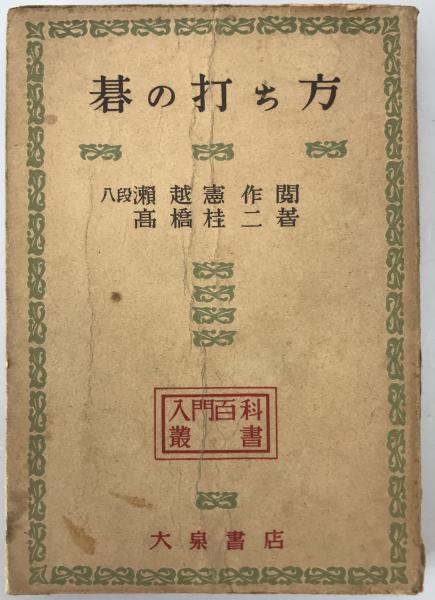 碁の打ち方
八段瀬越憲作閲
髙橋桂二著
入門百科
叢書
大泉書店